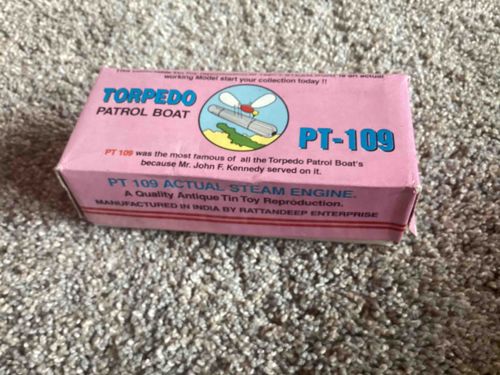 working Model start your collection today !!
TORPEDO
PATROL BOAT
PT-109
PT 109 was the most famous of all the Torpedo Patrol Boat's
because Mr. John F. Kennedy served on it.
PT 109 ACTUAL STEAM ENGINE.
A Quality Antique Tin Toy Reproduction.
MANUFACTURED IN INDIA BY RATTANDEEP ENTERPRISE